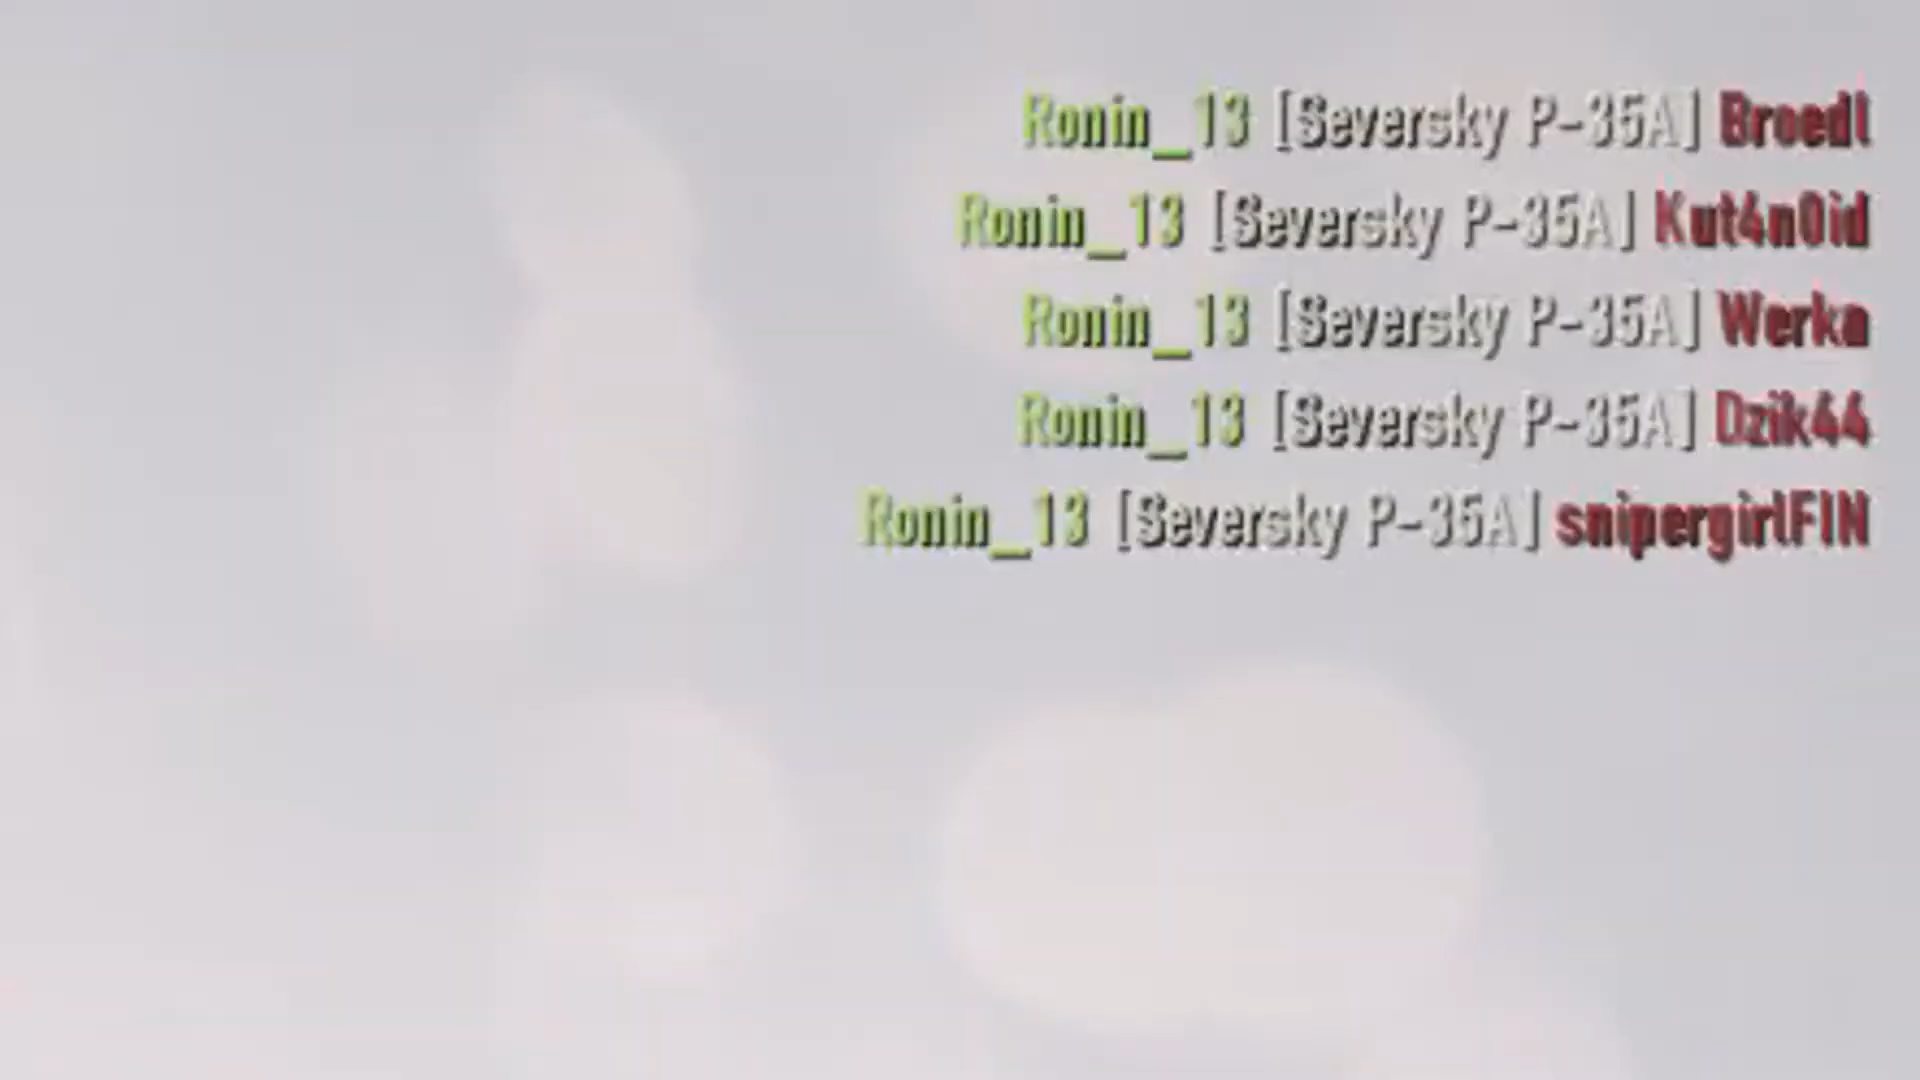 Ronin_13 [Seversky P-35A] Broedl
Ronin_13 [Seversky P-35A] Kut4n0id
Ronin_13 [Seversky P-35A] Werka
Ronin_13 [Seversky P-35A] Dzik44
Ronin_13 [Seversky P-35A] snipergirlFIN